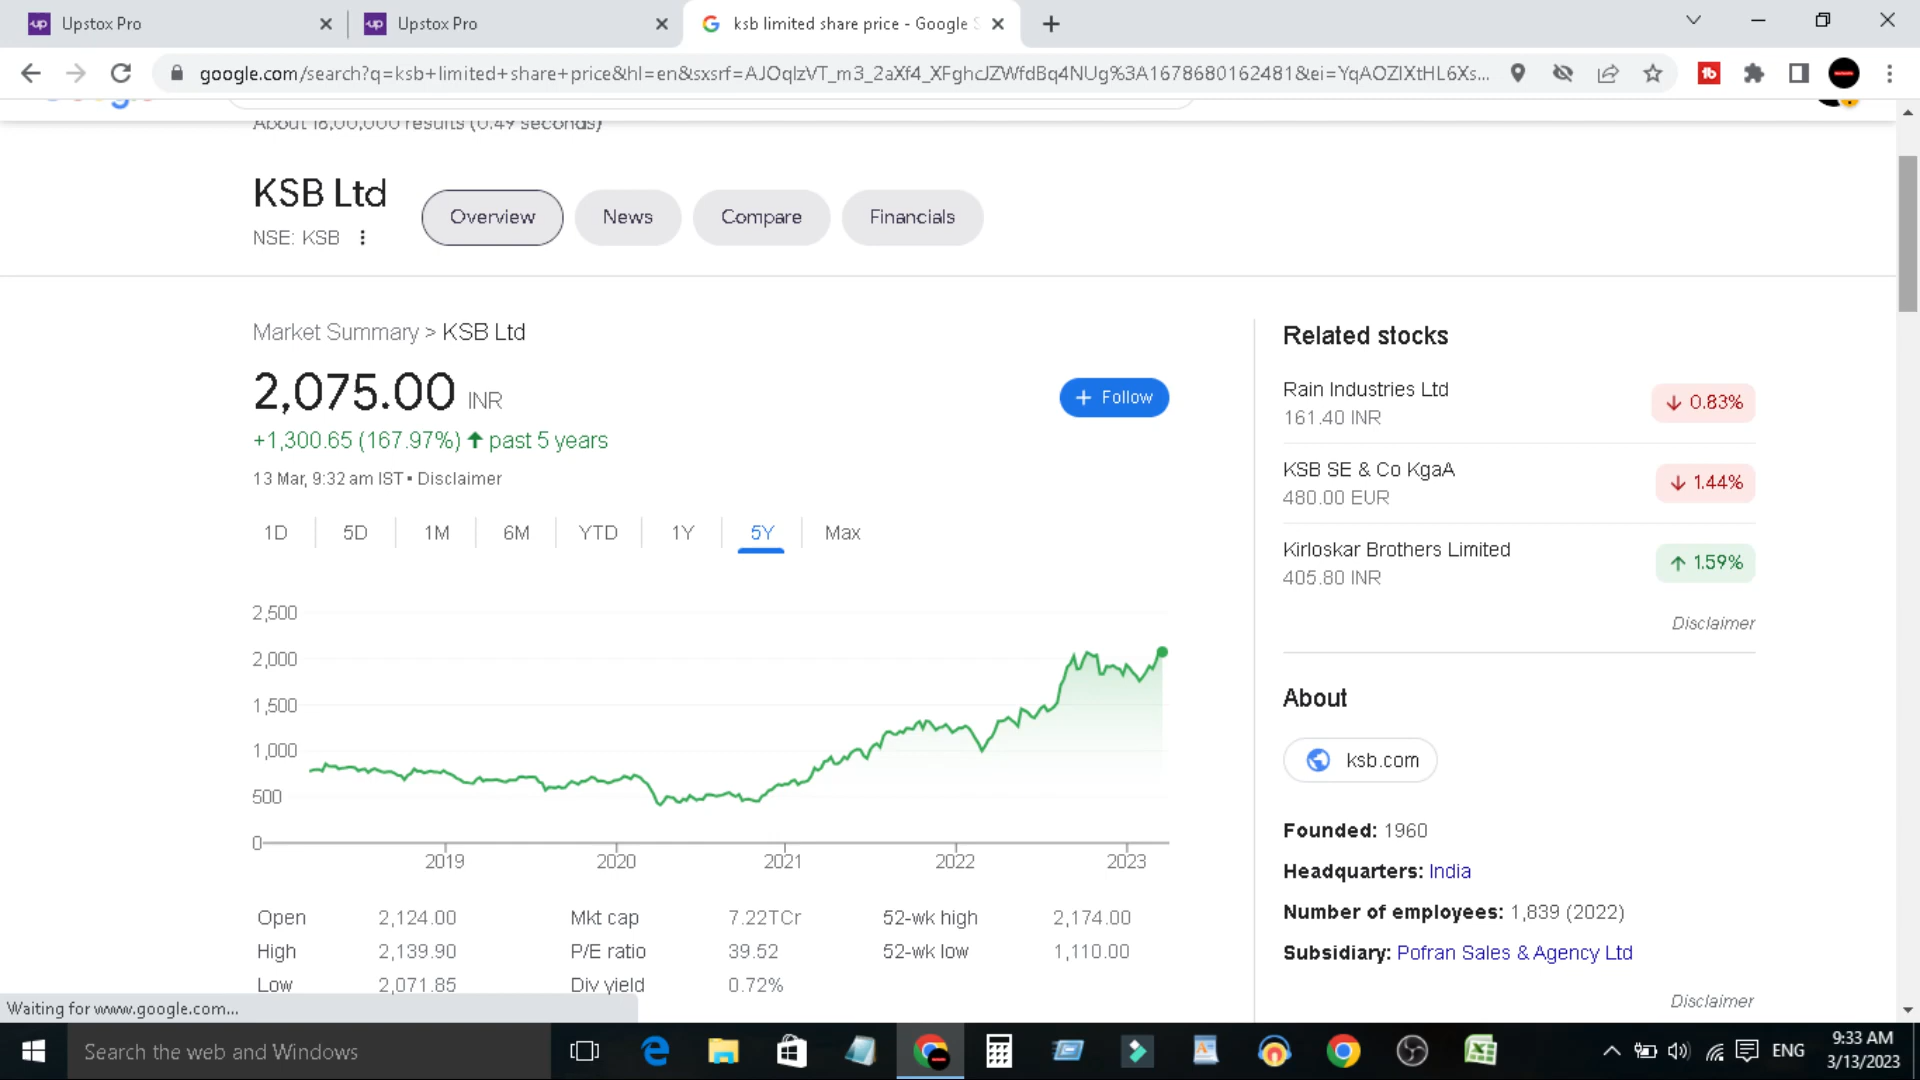 Upstox Pro
Upstox Pro
ksb limited share price - Google S
google.com/search?q=ksb+limited+share+price&hl=en&sxsrf=AJOqlzVT_m3_2aXf4_XFghcJZWfdBq4NUg%3A1678680162481&ei=YqAOZIXtHL6Xs...
About 18,00,000 results (0.49 seconds)
KSB Ltd
NSE: KSB
Overview
News
Compare
Financials
Market Summary > KSB Ltd
2,075.00 INR
+ Follow
+1,300.65 (167.97%) ↑ past 5 years
13 Mar, 9:32 am IST • Disclaimer
1D 5D 1M 6M YTD 1Y 5Y Max
2,500
2,000
1,500
1,000
500
0
2019 2020 2021 2022 2023
Open 2,124.00 Mkt cap 7.22TCr 52-wk high 2,174.00
High 2,139.90 P/E ratio 39.52 52-wk low 1,110.00
Low 2,071.85 Div yield 0.72%
Related stocks
Rain Industries Ltd
161.40 INR
↓ 0.83%
KSB SE & Co KgaA
480.00 EUR
↓ 1.44%
Kirloskar Brothers Limited
405.80 INR
↑ 1.59%
Disclaimer
About
ksb.com
Founded: 1960
Headquarters: India
Number of employees: 1,839 (2022)
Subsidiary: Pofran Sales & Agency Ltd
Disclaimer
Waiting for www.google.com...
Search the web and Windows
ENG
9:33 AM
3/13/2023